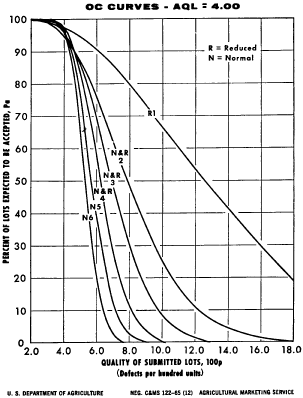 OC CURVES - AQL = 4.00
R = Reduced
N = Normal
PERCENT OF LOTS EXPECTED TO BE ACCEPTED, Pa
100
90
80
70
60
50
40
30
20
10
0
R1
N&R
2
N&R
3
N&R
4
N5
N6
2.0 4.0 6.0 8.0 10.0 12.0 14.0 16.0 18.0
QUALITY OF SUBMITTED LOTS, 100p
(Defects per hundred units)
U. S. DEPARTMENT OF AGRICULTURE NEG. C&MS 122-65 (12) AGRICULTURAL MARKETING SERVICE